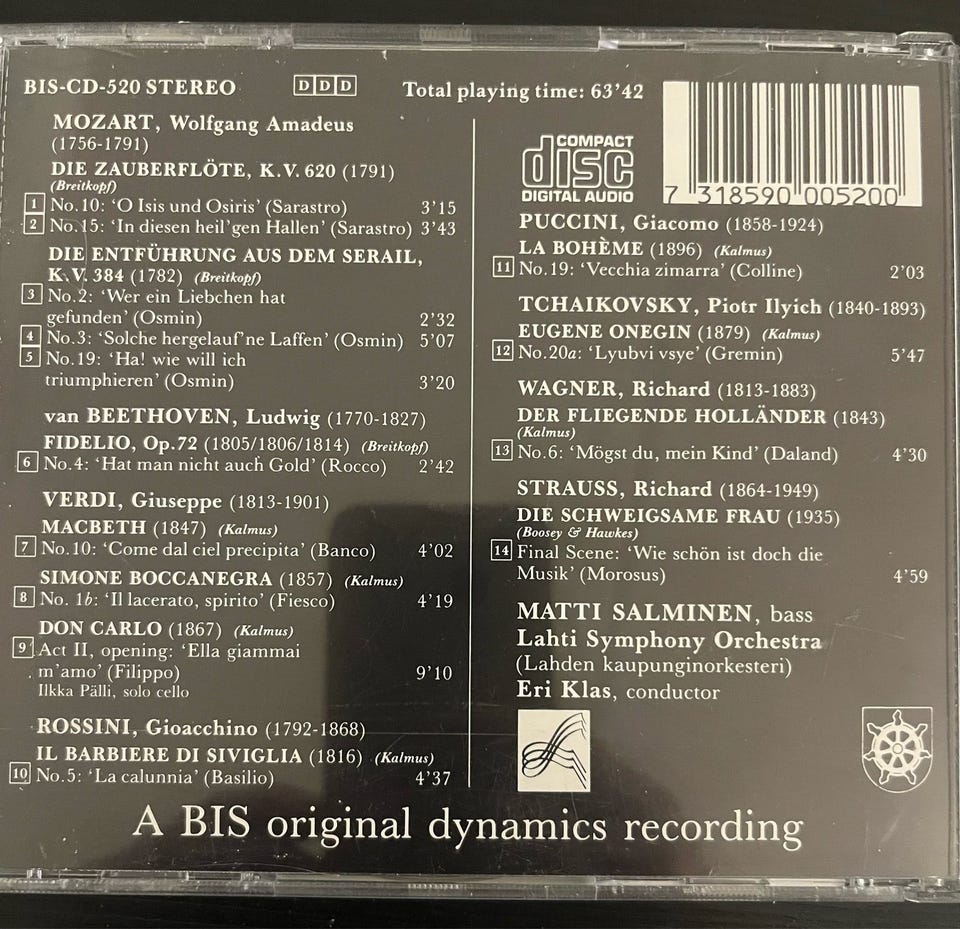 BIS-CD-520 STEREO
D D D
Total playing time: 63'42
MOZART, Wolfgang Amadeus
(1756-1791)
DIE ZAUBERFLÖTE, K.V. 620 (1791)
(Breitkopf)
1 No.10: 'O Isis und Osiris' (Sarastro) 3'15
2 No.15: 'In diesen heil'gen Hallen' (Sarastro) 3'43
DIE ENTFÜHRUNG AUS DEM SERAIL,
K.V. 384 (1782) (Breitkopf)
3 No.2: 'Wer ein Liebchen hat
gefunden' (Osmin) 2'32
4 No.3: 'Solche hergelauf'ne Laffen' (Osmin) 5'07
5 No.19: 'Ha! wie will ich
triumphieren' (Osmin) 3'20
van BEETHOVEN, Ludwig (1770-1827)
FIDELIO, Op.72 (1805/1806/1814) (Breitkopf)
6 No.4: 'Hat man nicht auch Gold' (Rocco) 2'42
VERDI, Giuseppe (1813-1901)
MACBETH (1847) (Kalmus)
7 No.10: 'Come dal ciel precipita' (Banco) 4'02
SIMONE BOCCANEGRA (1857) (Kalmus)
8 No. 1b: 'Il lacerato, spirito' (Fiesco) 4'19
DON CARLO (1867) (Kalmus)
9 Act II, opening: 'Ella giammai
m'amo' (Filippo) 9'10
Ilkka Pälli, solo cello
ROSSINI, Gioacchino (1792-1868)
IL BARBIERE DI SIVIGLIA (1816) (Kalmus)
10 No.5: 'La calunnia' (Basilio) 4'37
COMPACT
disc
DIGITAL AUDIO
7 318590 005200
PUCCINI, Giacomo (1858-1924)
LA BOHÈME (1896) (Kalmus)
11 No.19: 'Vecchia zimarra' (Colline) 2'03
TCHAIKOVSKY, Piotr Ilyich (1840-1893)
EUGENE ONEGIN (1879) (Kalmus)
12 No.20a: 'Lyubvi vsye' (Gremin) 5'47
WAGNER, Richard (1813-1883)
DER FLIEGENDE HOLLÄNDER (1843)
(Kalmus)
13 No.6: 'Mögst du, mein Kind' (Daland) 4'30
STRAUSS, Richard (1864-1949)
DIE SCHWEIGSAME FRAU (1935)
(Boosey & Hawkes)
14 Final Scene: 'Wie schön ist doch die
Musik' (Morosus) 4'59
MATTI SALMINEN, bass
Lahti Symphony Orchestra
(Lahden kaupunginorkesteri)
Eri Klas, conductor
A BIS original dynamics recording